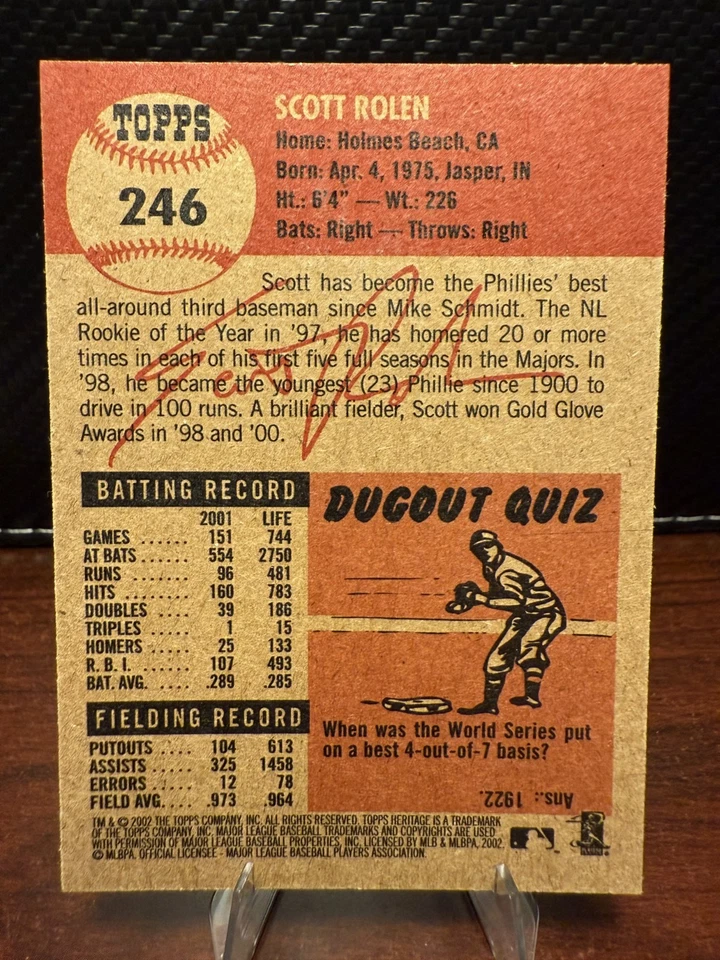 TOPPS
246
SCOTT ROLEN
Home: Holmes Beach, CA
Born: Apr. 4, 1975, Jasper, IN
Ht.: 6'4" — Wt.: 226
Bats: Right — Throws: Right
Scott has become the Phillies' best
all-around third baseman since Mike Schmidt. The NL
Rookie of the Year in '97, he has homered 20 or more
times in each of his first five full seasons in the Majors. In
'98, he became the youngest (23) Phillie since 1900 to
drive in 100 runs. A brilliant fielder, Scott won Gold Glove
Awards in '98 and '00.
Scott Rolen
BATTING RECORD
2001 LIFE
GAMES ...... 151 744
AT BATS ...... 554 2750
RUNS ..... 96 481
HITS ...... 160 783
DOUBLES .... 39 186
TRIPLES ..... 1 15
HOMERS .... 25 133
R. B. I. ..... 107 493
BAT. AVG. .... .289 .285
FIELDING RECORD
PUTOUTS .... 104 613
ASSISTS .... 325 1458
ERRORS ..... 12 78
FIELD AVG.... .973 .964
DUGOUT QUIZ
When was the World Series put
on a best 4-out-of-7 basis?
Ans.: 1922.
TM & © 2002 THE TOPPS COMPANY, INC. ALL RIGHTS RESERVED. TOPPS HERITAGE IS A TRADEMARK
OF THE TOPPS COMPANY, INC. MAJOR LEAGUE BASEBALL TRADEMARKS AND COPYRIGHTS ARE USED
WITH PERMISSION OF MAJOR LEAGUE BASEBALL PROPERTIES, INC. LICENSED BY MLB & MLBPA, 2002.
© MLBPA. OFFICIAL LICENSEE - MAJOR LEAGUE BASEBALL PLAYERS ASSOCIATION.